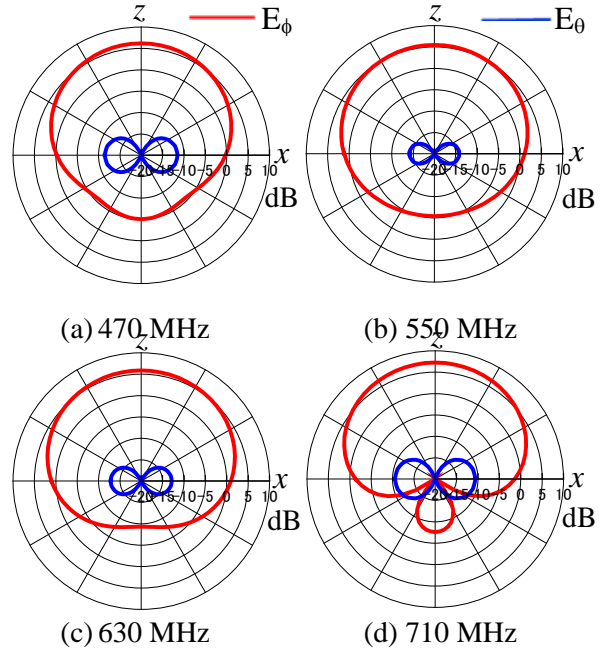 z E_ϕ z E_θ
x x
-20-15-10-5 0 5 10 -20-15-10-5 0 5 10
dB dB
(a) 470 MHz (b) 550 MHz
z z
x x
-20-15-10-5 0 5 10 -20-15-10-5 0 5 10
dB dB
(c) 630 MHz (d) 710 MHz